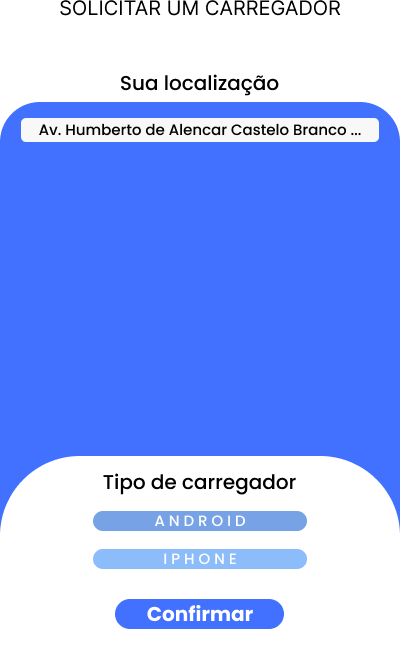 SOLICITAR UM CARREGADOR
Sua localização
Av. Humberto de Alencar Castelo Branco ...
Tipo de carregador
ANDROID
IPHONE
Confirmar